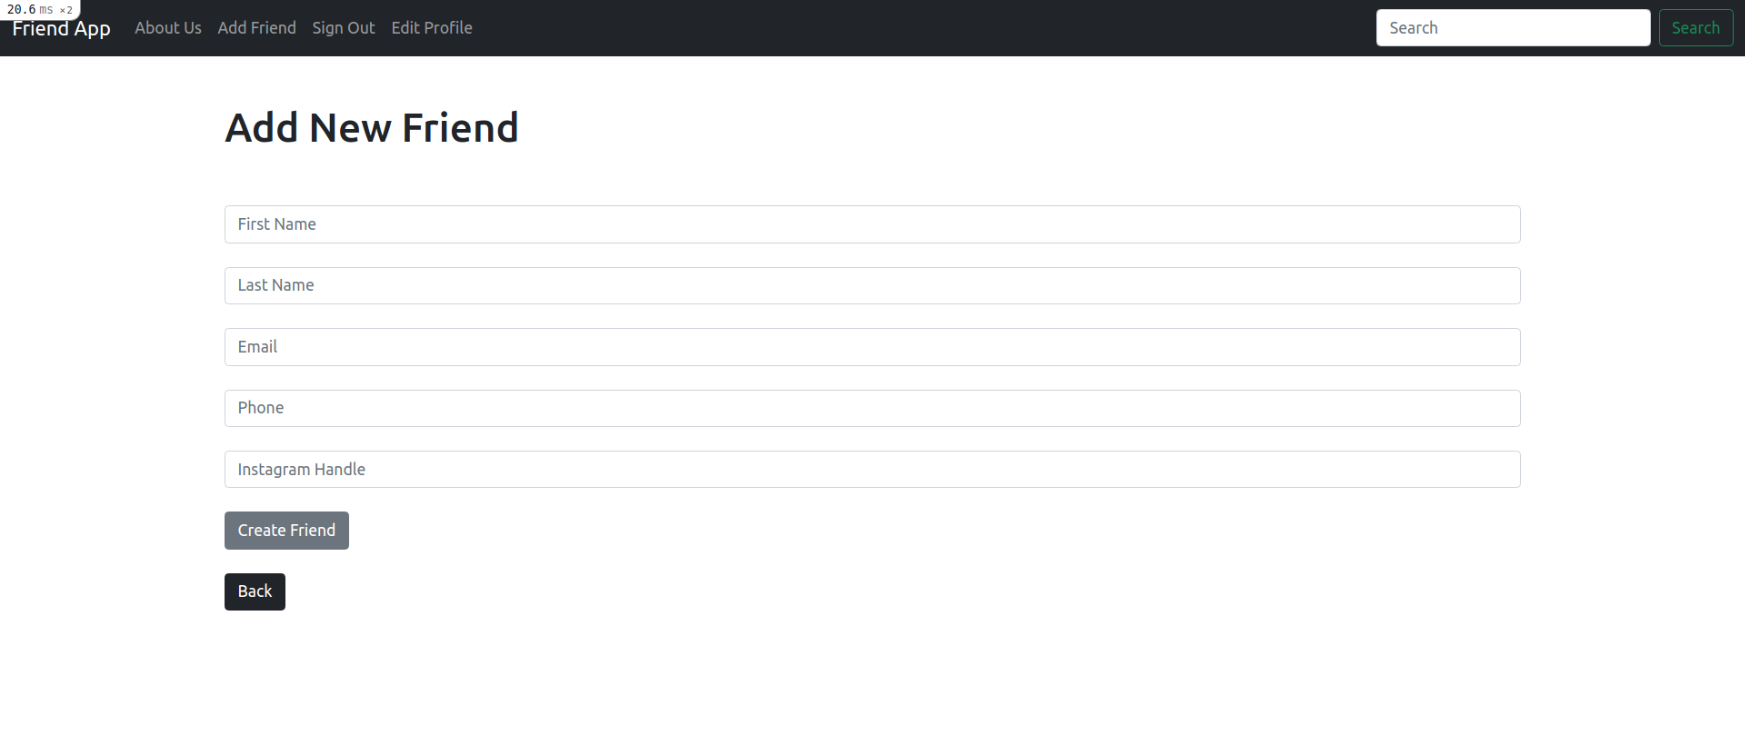 20.6 ms ×2
Friend App About Us Add Friend Sign Out Edit Profile Search Search
Add New Friend
First Name
Last Name
Email
Phone
Instagram Handle
Create Friend
Back